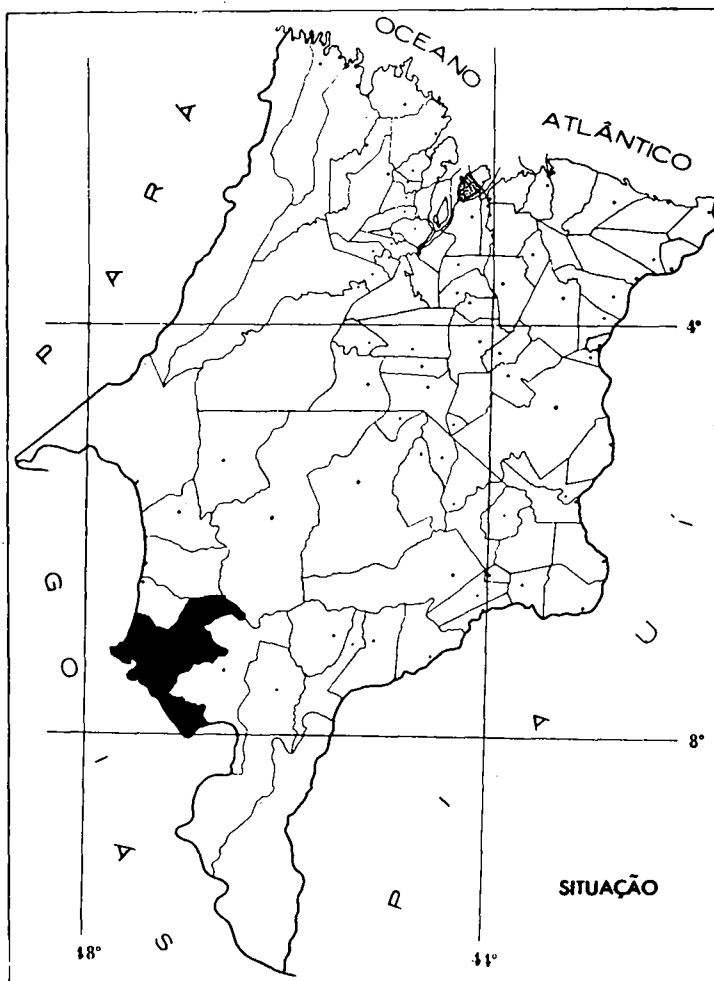 OCEANO
ATLÂNTICO
P A R A
4°
G O I A S
P I A U Í
8°
SITUAÇÃO
48°
44°